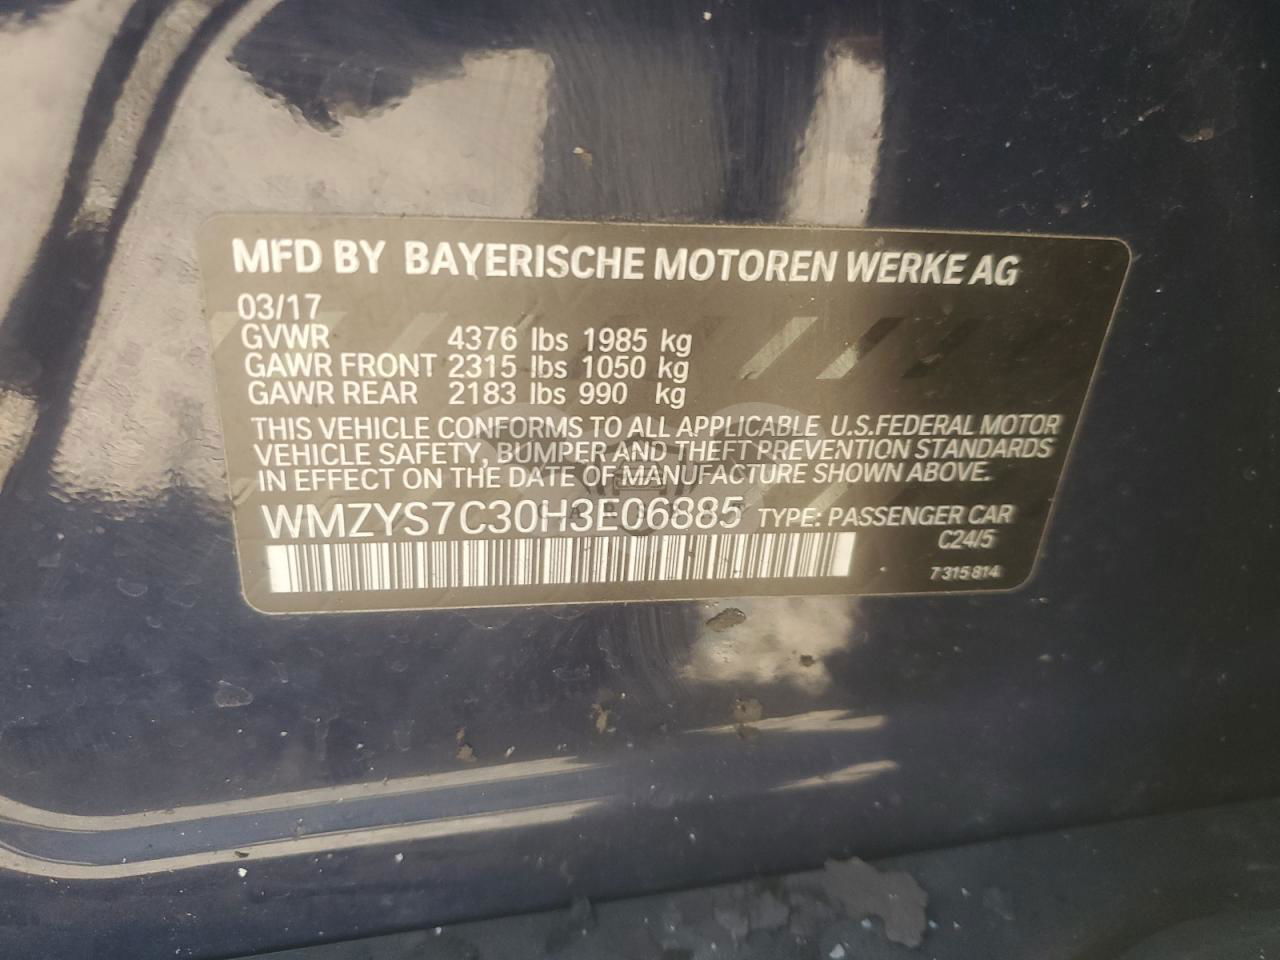 MFD BY BAYERISCHE MOTOREN WERKE AG
03/17
GVWR 4376 lbs 1985 kg
GAWR FRONT 2315 lbs 1050 kg
GAWR REAR 2183 lbs 990 kg
THIS VEHICLE CONFORMS TO ALL APPLICABLE U.S.FEDERAL MOTOR
VEHICLE SAFETY, BUMPER AND THEFT PREVENTION STANDARDS
IN EFFECT ON THE DATE OF MANUFACTURE SHOWN ABOVE.
WMZYS7C30H3E06885 TYPE: PASSENGER CAR
C24/5
7 315 814